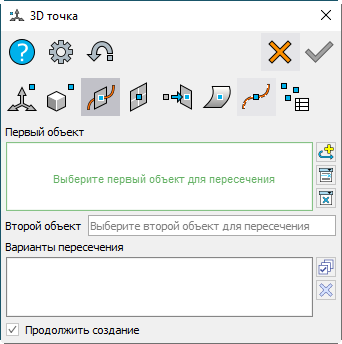 3D точка
Первый объект
Выберите первый объект для пересечения
Второй объект
Выберите второй объект для пересечения
Варианты пересечения
Продолжить создание